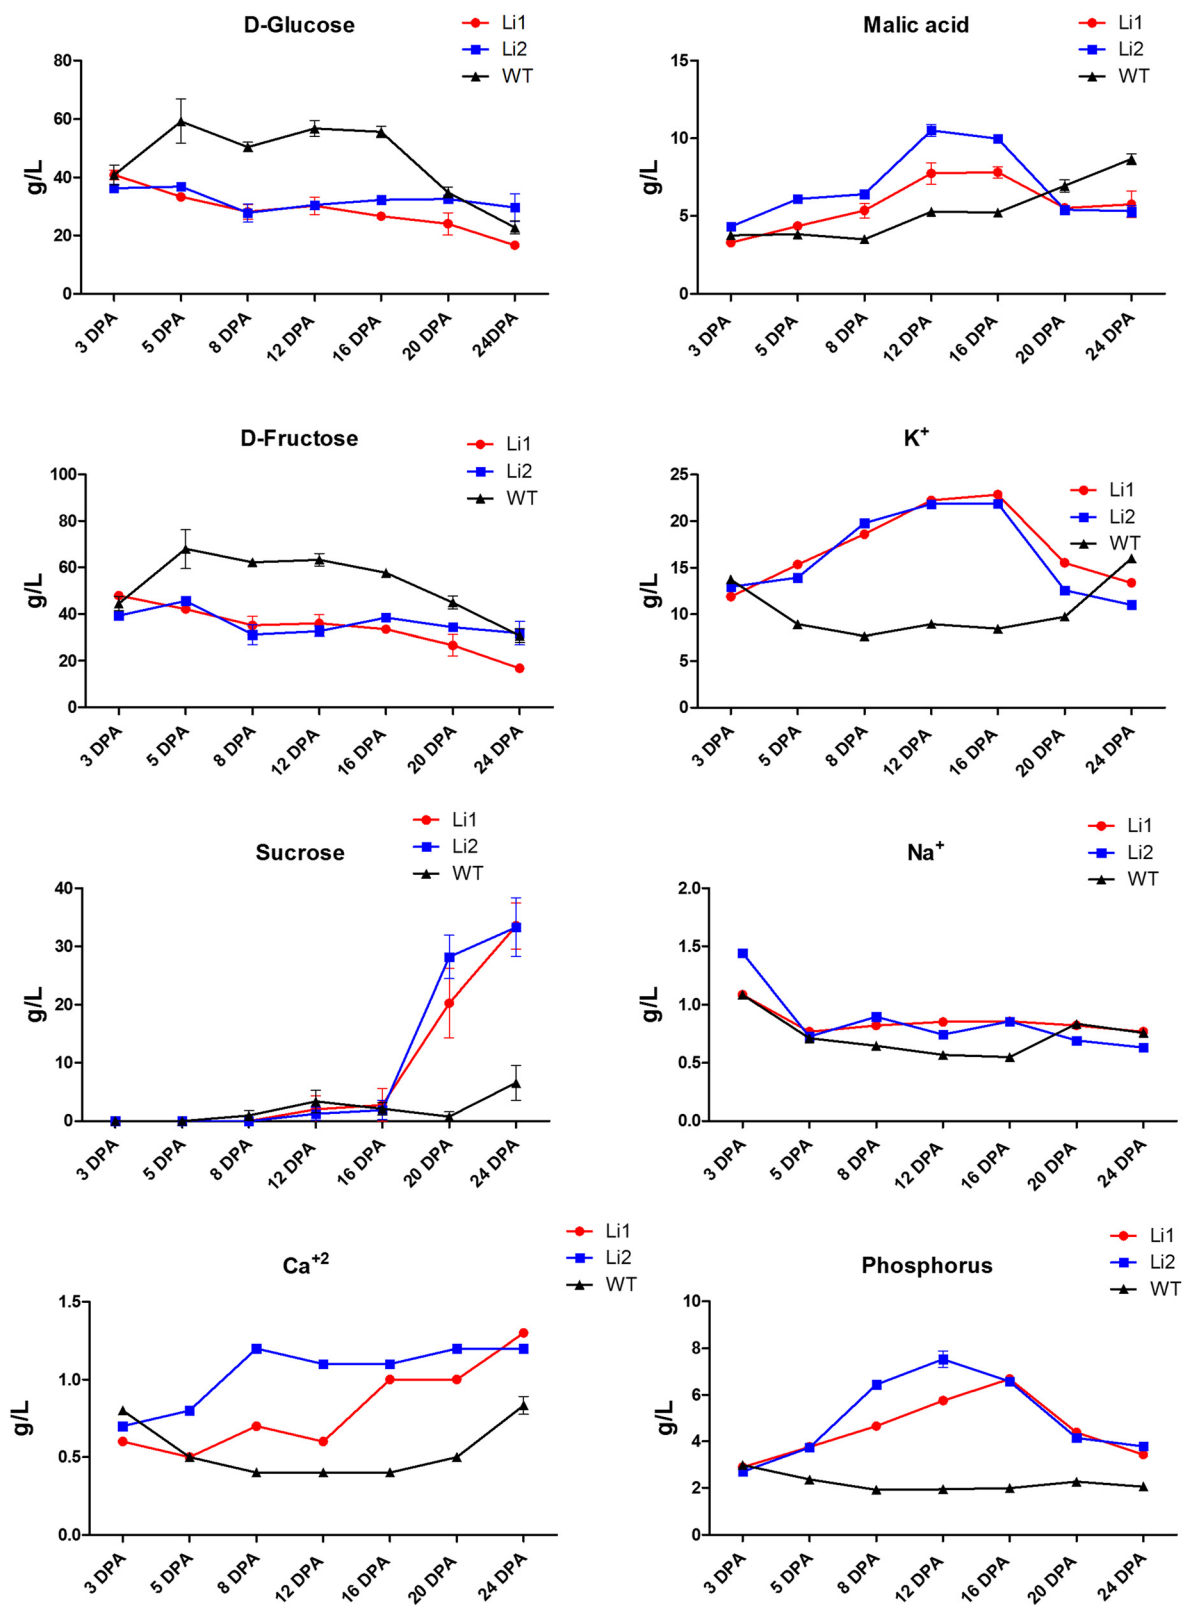 D-Glucose
Li1
Li2
WT
g/L
80
60
40
20
0
3 DPA
5 DPA
8 DPA
12 DPA
16 DPA
20 DPA
24DPA
Malic acid
Li1
Li2
WT
g/L
15
10
5
0
3 DPA
5 DPA
8 DPA
12 DPA
16 DPA
20 DPA
24 DPA
D-Fructose
Li1
Li2
WT
g/L
100
80
60
40
20
0
3 DPA
5 DPA
8 DPA
12 DPA
16 DPA
20 DPA
24 DPA
K+
Li1
Li2
WT
g/L
25
20
15
10
5
0
3 DPA
5 DPA
8 DPA
12 DPA
16 DPA
20 DPA
24 DPA
Sucrose
Li1
Li2
WT
g/L
40
30
20
10
0
3 DPA
5 DPA
8 DPA
12 DPA
16 DPA
20 DPA
24 DPA
Na+
Li1
Li2
WT
g/L
2.0
1.5
1.0
0.5
0.0
3 DPA
5 DPA
8 DPA
12 DPA
16 DPA
20 DPA
24 DPA
Ca+2
Li1
Li2
WT
g/L
1.5
1.0
0.5
0.0
3 DPA
5 DPA
8 DPA
12 DPA
16 DPA
20 DPA
24 DPA
Phosphorus
Li1
Li2
WT
g/L
10
8
6
4
2
0
3 DPA
5 DPA
8 DPA
12 DPA
16 DPA
20 DPA
24 DPA